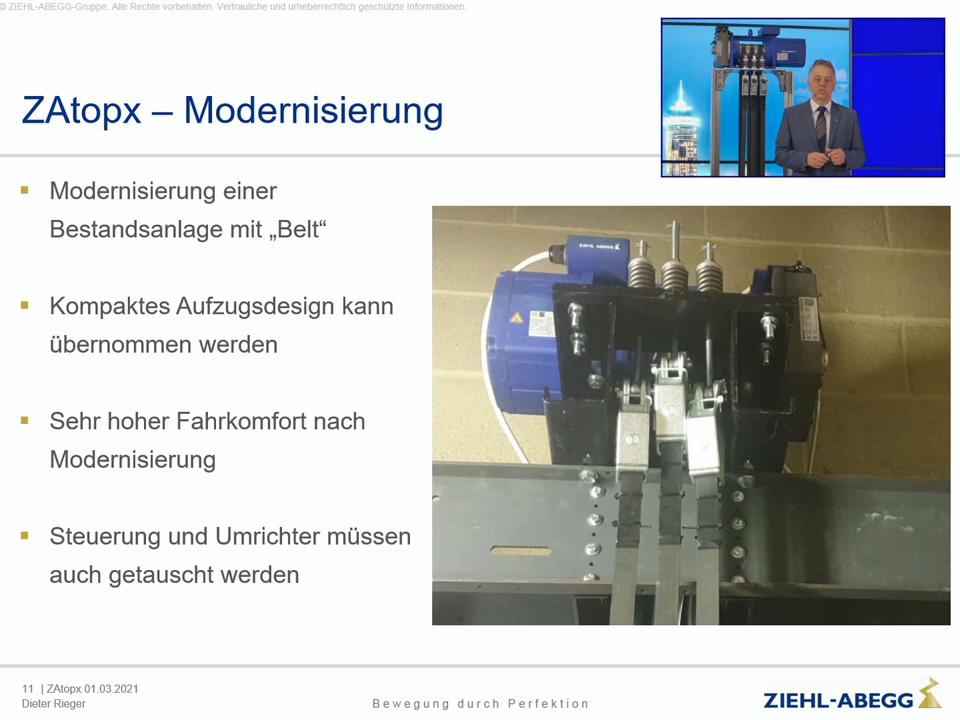 © ZIEHL-ABEGG-Gruppe. Alle Rechte vorbehalten. Vertrauliche und urheberrechtlich geschützte Informationen.
ZAtopx – Modernisierung
▪ Modernisierung einer
Bestandsanlage mit „Belt“
▪ Kompaktes Aufzugsdesign kann
übernommen werden
▪ Sehr hoher Fahrkomfort nach
Modernisierung
▪ Steuerung und Umrichter müssen
auch getauscht werden
ZIEHL-ABEGG
11 | ZAtopx 01.03.2021
Dieter Rieger
Bewegung durch Perfektion
ZIEHL-ABEGG